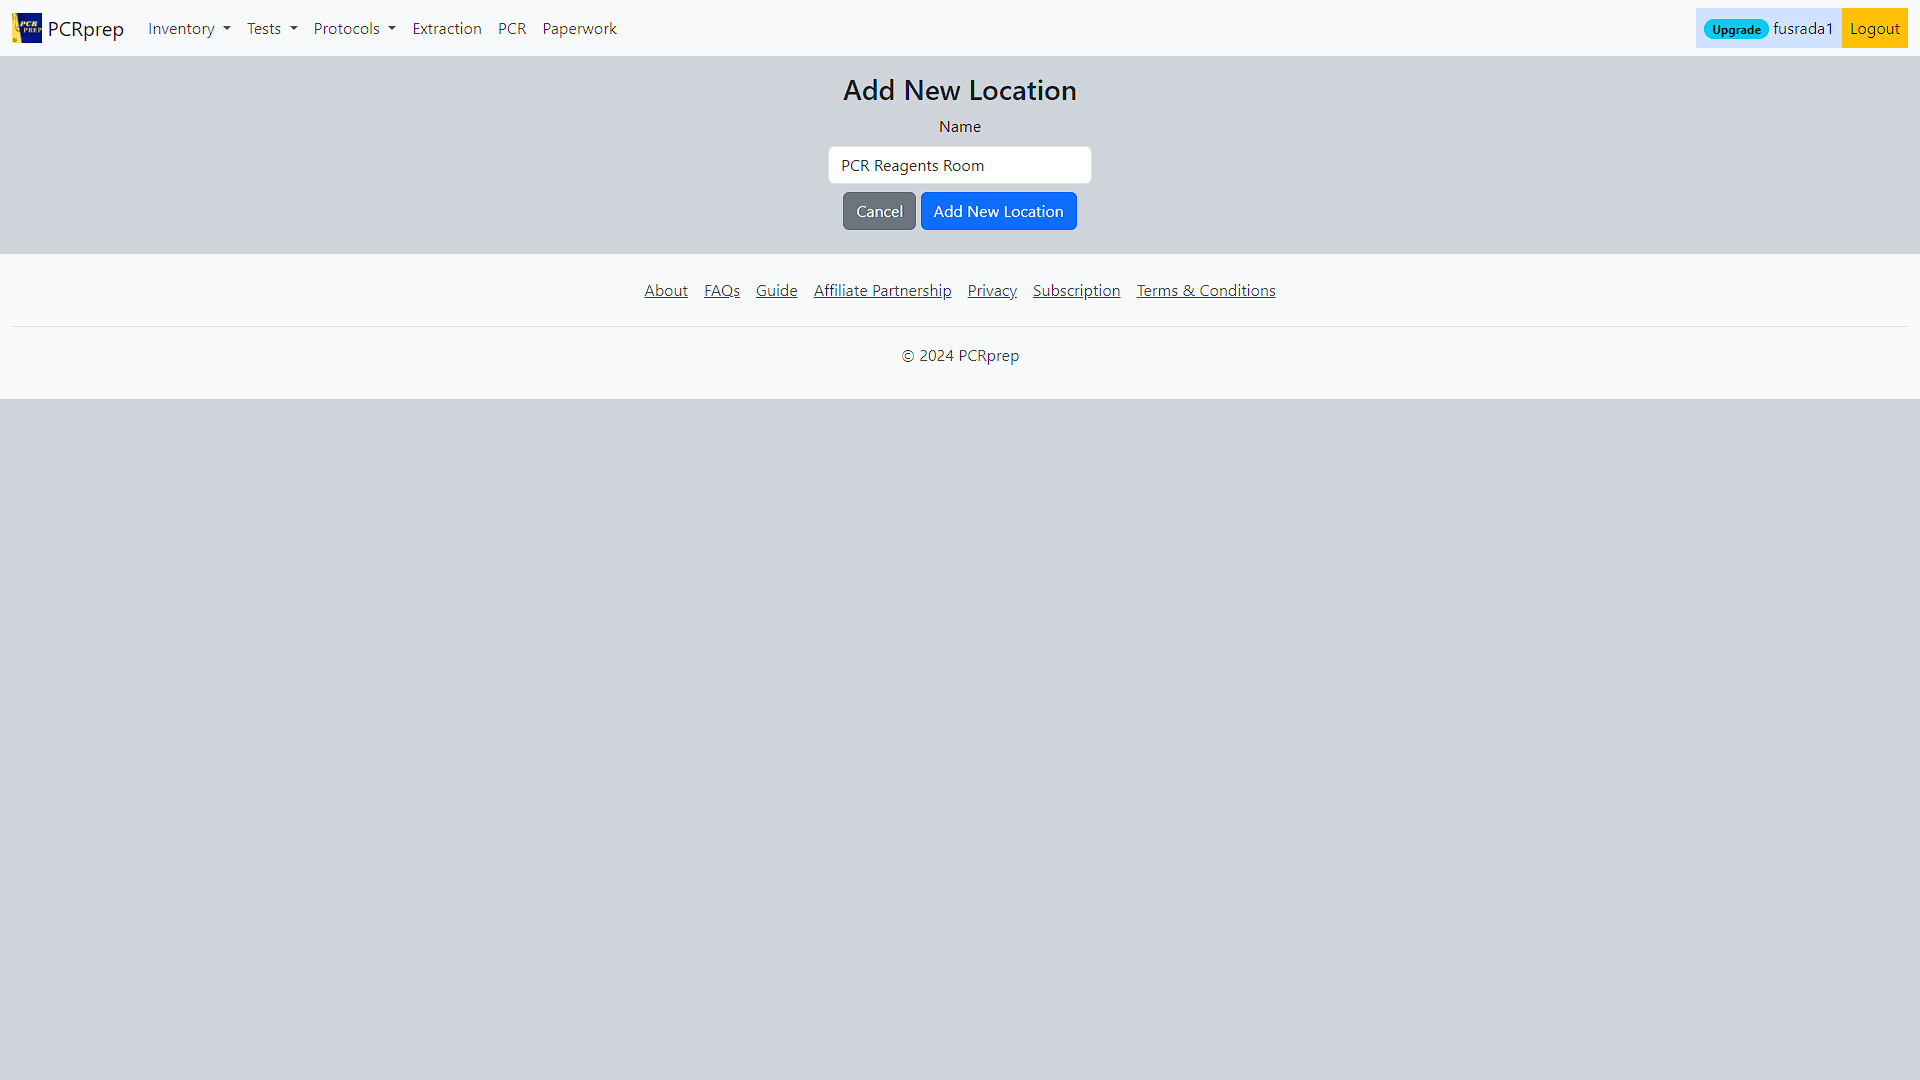 PCR PREP PCRprep Inventory Tests Protocols Extraction PCR Paperwork Upgrade fusrada1 Logout
Add New Location
Name
PCR Reagents Room
Cancel Add New Location
About FAQs Guide Affiliate Partnership Privacy Subscription Terms & Conditions
© 2024 PCRprep